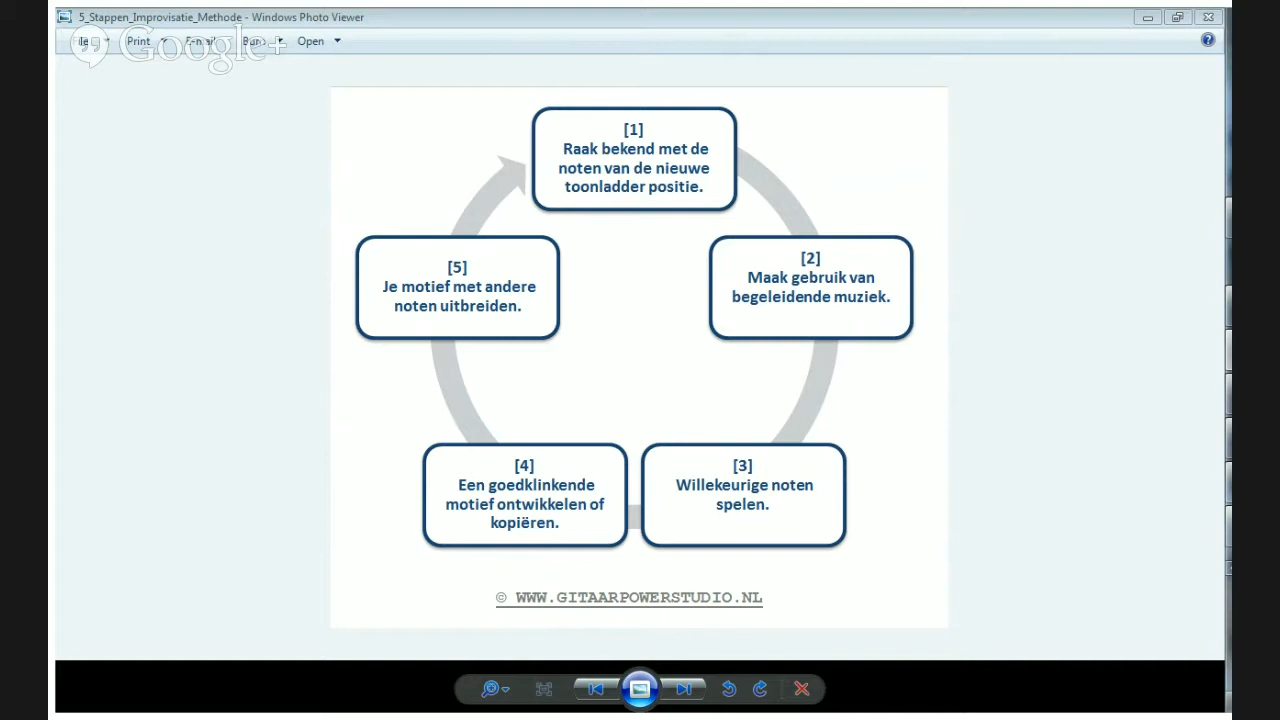 5_Stappen_Improvisatie_Methode - Windows Photo Viewer
Print
Open
Google+
[1]
Raak bekend met de
noten van de nieuwe
toonladder positie.
[2]
Maak gebruik van
begeleidende muziek.
[5]
Je motief met andere
noten uitbreiden.
[4]
Een goedklinkende
motief ontwikkelen of
kopiëren.
[3]
Willekeurige noten
spelen.
© WWW.GITAARPOWERSTUDIO.NL